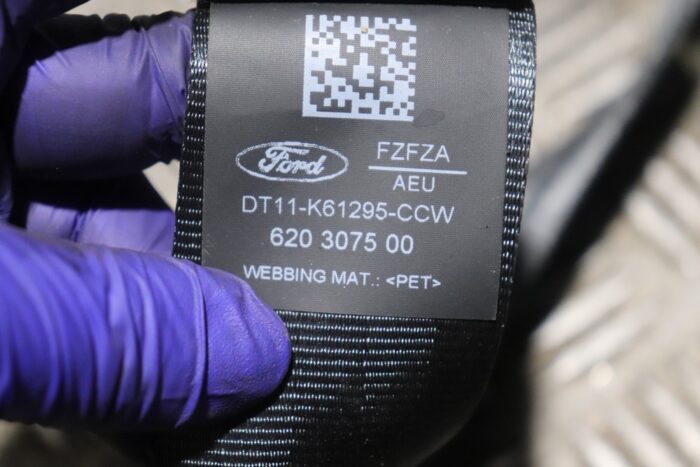 Ford
FZFZA
AEU
DT11-K61295-CCW
620 3075 00
WEBBING MAT.: <PET>